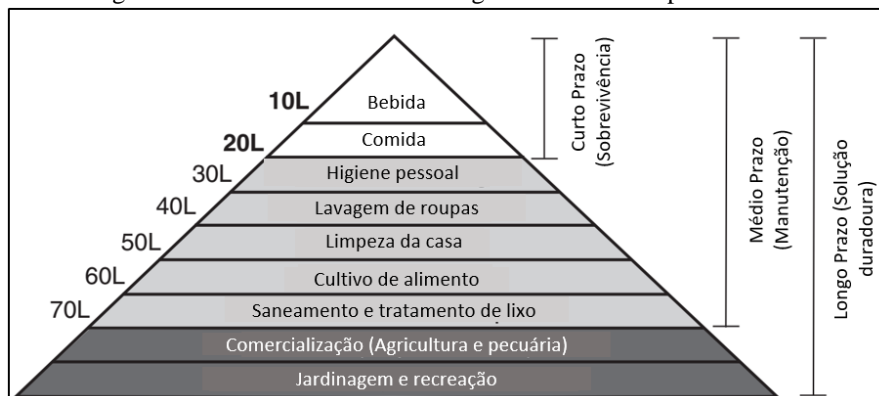 10L
Bebida
20L
Comida
30L
Higiene pessoal
40L
Lavagem de roupas
50L
Limpeza da casa
60L
Cultivo de alimento
70L
Saneamento e tratamento de lixo
Comercialização (Agricultura e pecuária)
Jardinagem e recreação
Curto Prazo
(Sobrevivência)
Médio Prazo
(Manutenção)
Longo Prazo (Solução
duradoura)